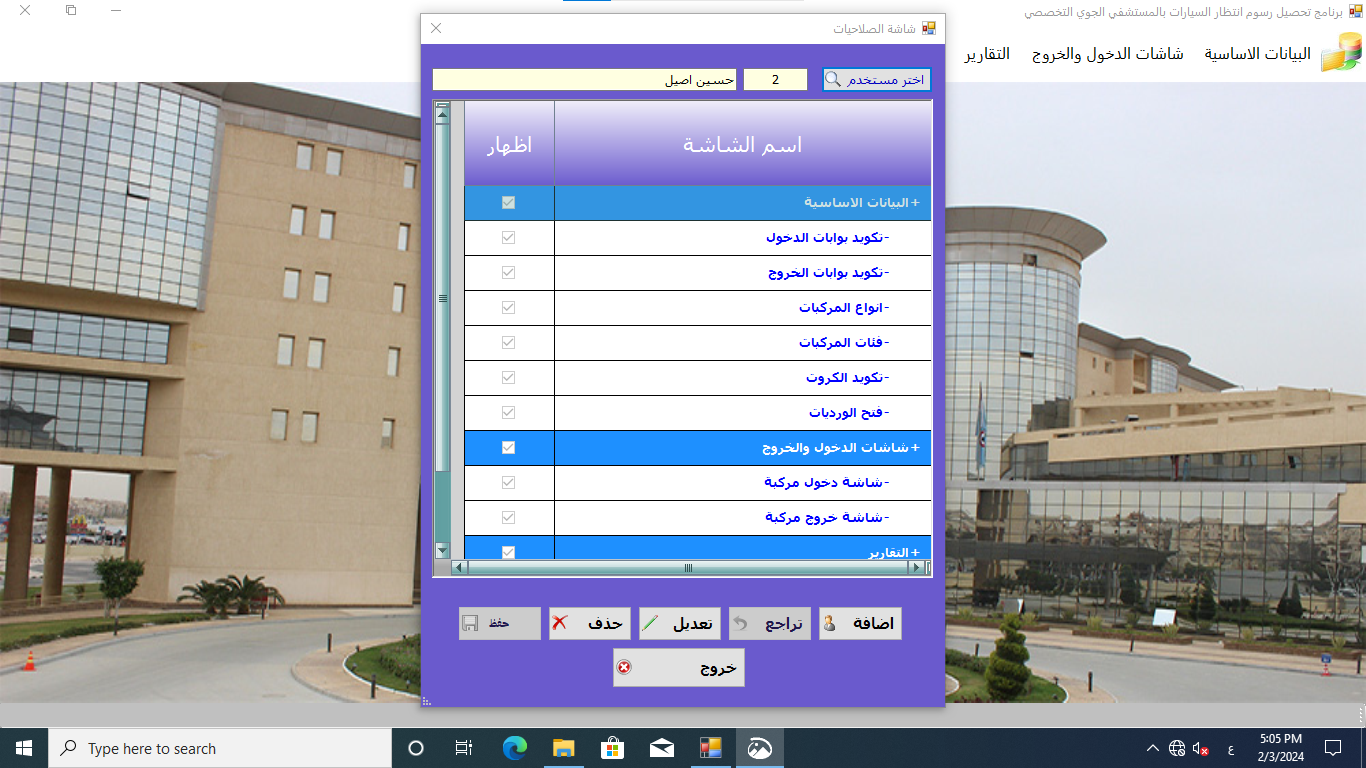 برنامج تحصيل رسوم انتظار السيارات بالمستشفي الجوي التخصصي
البيانات الاساسية
شاشات الدخول والخروج
التقارير
شاشة الصلاحيات
اختر مستخدم
2
حسين اصيل
اسم الشاشة
اظهار
+البيانات الاساسية
-تكويد بوابات الدخول
-تكويد بوابات الخروج
-انواع المركبات
-فئات المركبات
-تكويد الكروت
-فتح الورديات
+شاشات الدخول والخروج
-شاشة دخول مركبة
-شاشة خروج مركبة
+التقارير
اضافة
تراجع
تعديل
حذف
حفظ
خروج
Type here to search
ع
5:05 PM
2/3/2024